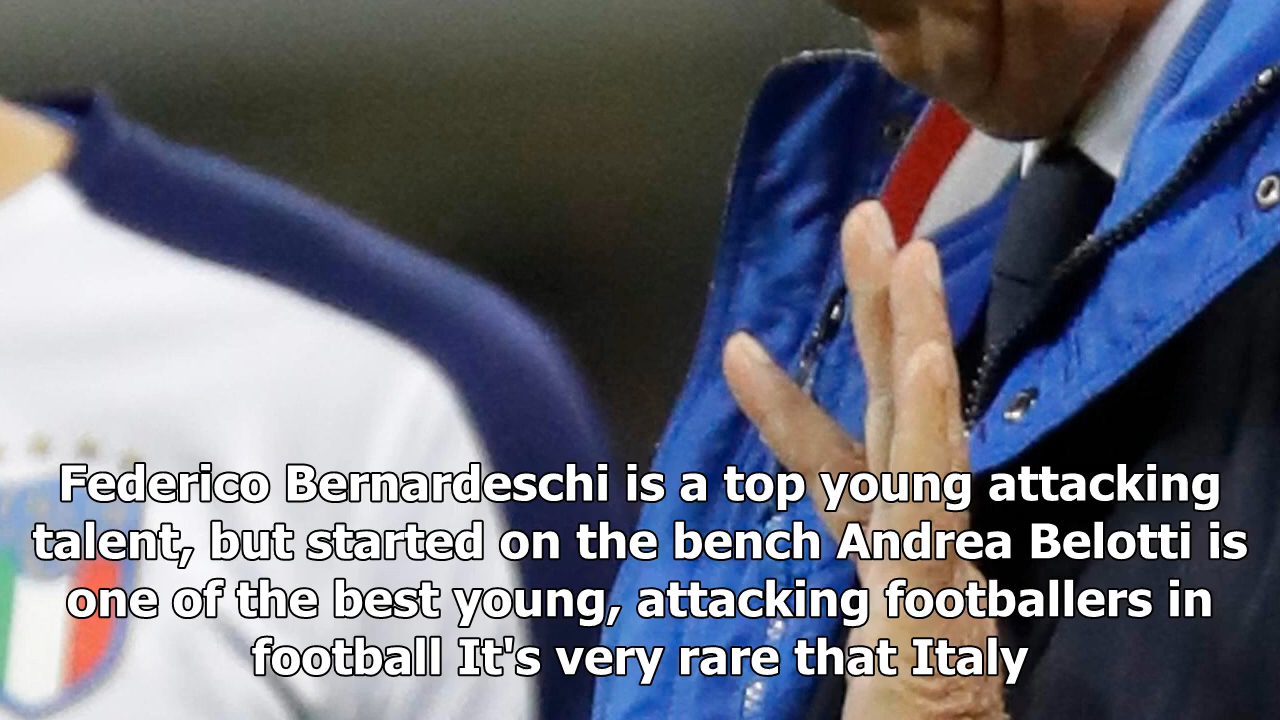 Federico Bernardeschi is a top young attacking
talent, but started on the bench Andrea Belotti is
one of the best young, attacking footballers in
football It's very rare that Italy